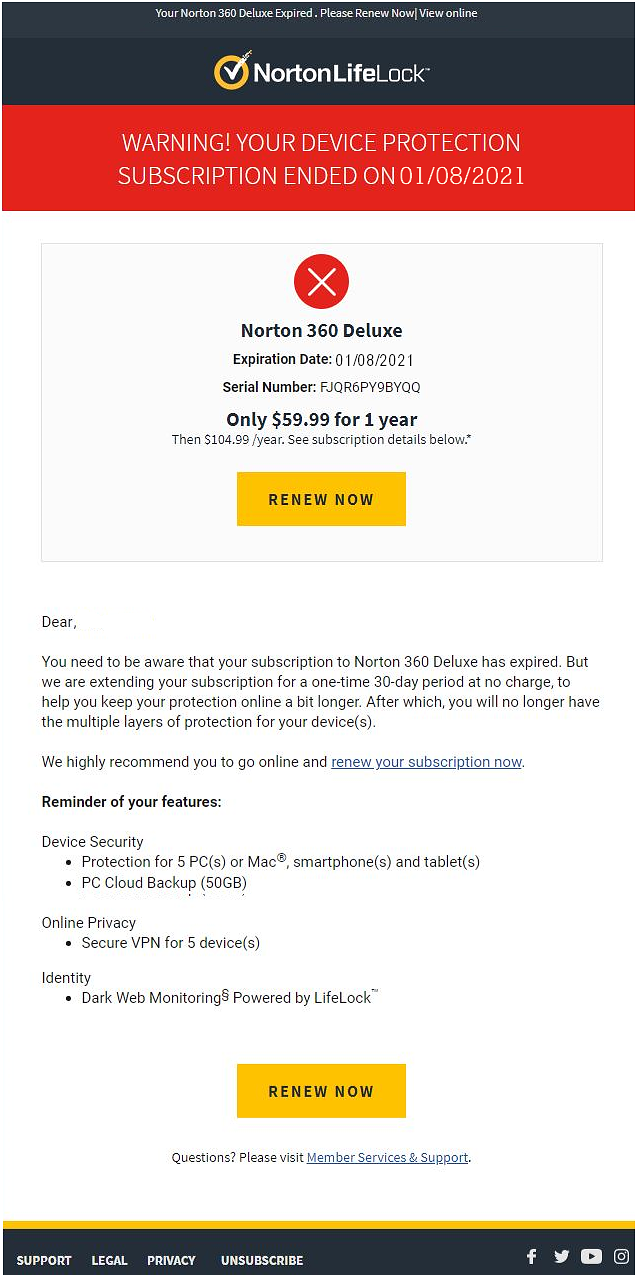 Your Norton 360 Deluxe Expired . Please Renew Now| View online
NortonLifeLock™
WARNING! YOUR DEVICE PROTECTION
SUBSCRIPTION ENDED ON 01/08/2021
Norton 360 Deluxe
Expiration Date: 01/08/2021
Serial Number: FJQR6PY9BYQQ
Only $59.99 for 1 year
Then $104.99 /year. See subscription details below.*
RENEW NOW
Dear,
You need to be aware that your subscription to Norton 360 Deluxe has expired. But
we are extending your subscription for a one-time 30-day period at no charge, to
help you keep your protection online a bit longer. After which, you will no longer have
the multiple layers of protection for your device(s).
We highly recommend you to go online and renew your subscription now.
Reminder of your features:
Device Security
• Protection for 5 PC(s) or Mac®, smartphone(s) and tablet(s)
• PC Cloud Backup (50GB)
Online Privacy
• Secure VPN for 5 device(s)
Identity
• Dark Web Monitoring§ Powered by LifeLock™
RENEW NOW
Questions? Please visit Member Services & Support.
SUPPORT LEGAL PRIVACY UNSUBSCRIBE